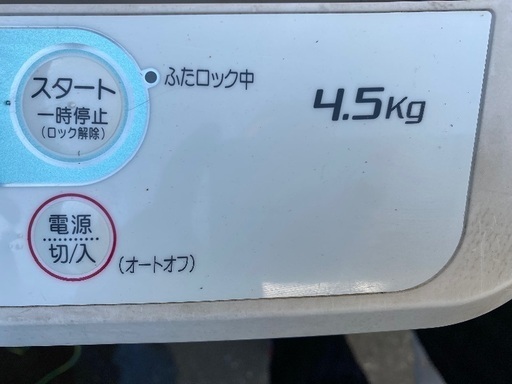 スタート
一時停止
(ロック解除)
ふたロック中
4.5Kg
電源
切/入
(オートオフ)